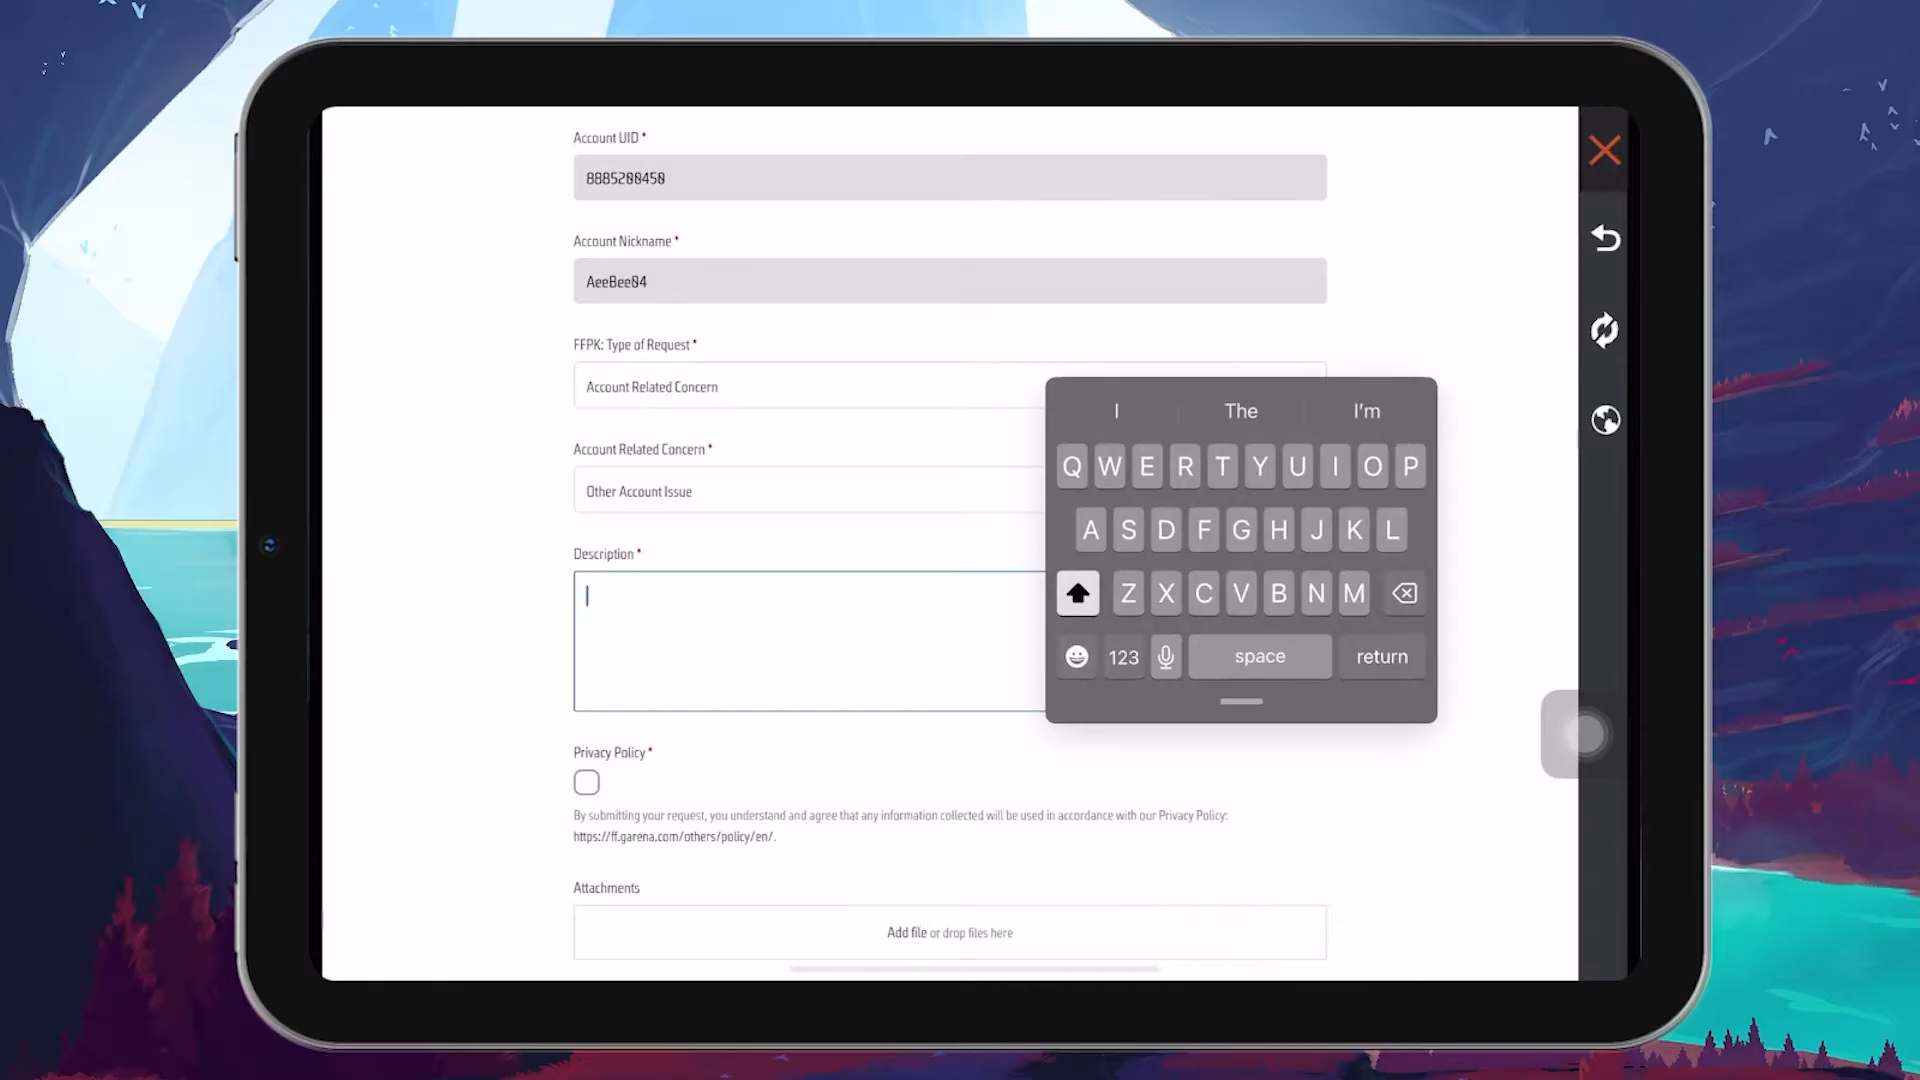 Account UID *
8885200450
Account Nickname *
AeeBee04
FFPK: Type of Request *
Account Related Concern
Account Related Concern *
Other Account Issue
Description *
I The I'm
Q W E R T Y U I O P
A S D F G H J K L
Z X C V B N M
123 space return
Privacy Policy *
By submitting your request, you understand and agree that any information collected will be used in accordance with our Privacy Policy:
https://ff.garena.com/others/policy/en/.
Attachments
Add file or drop files here